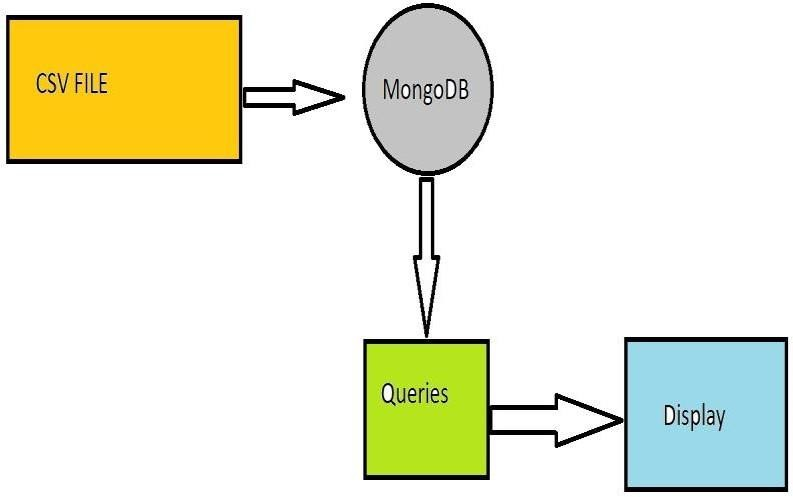 CSV FILE
MongoDB
Queries
Display